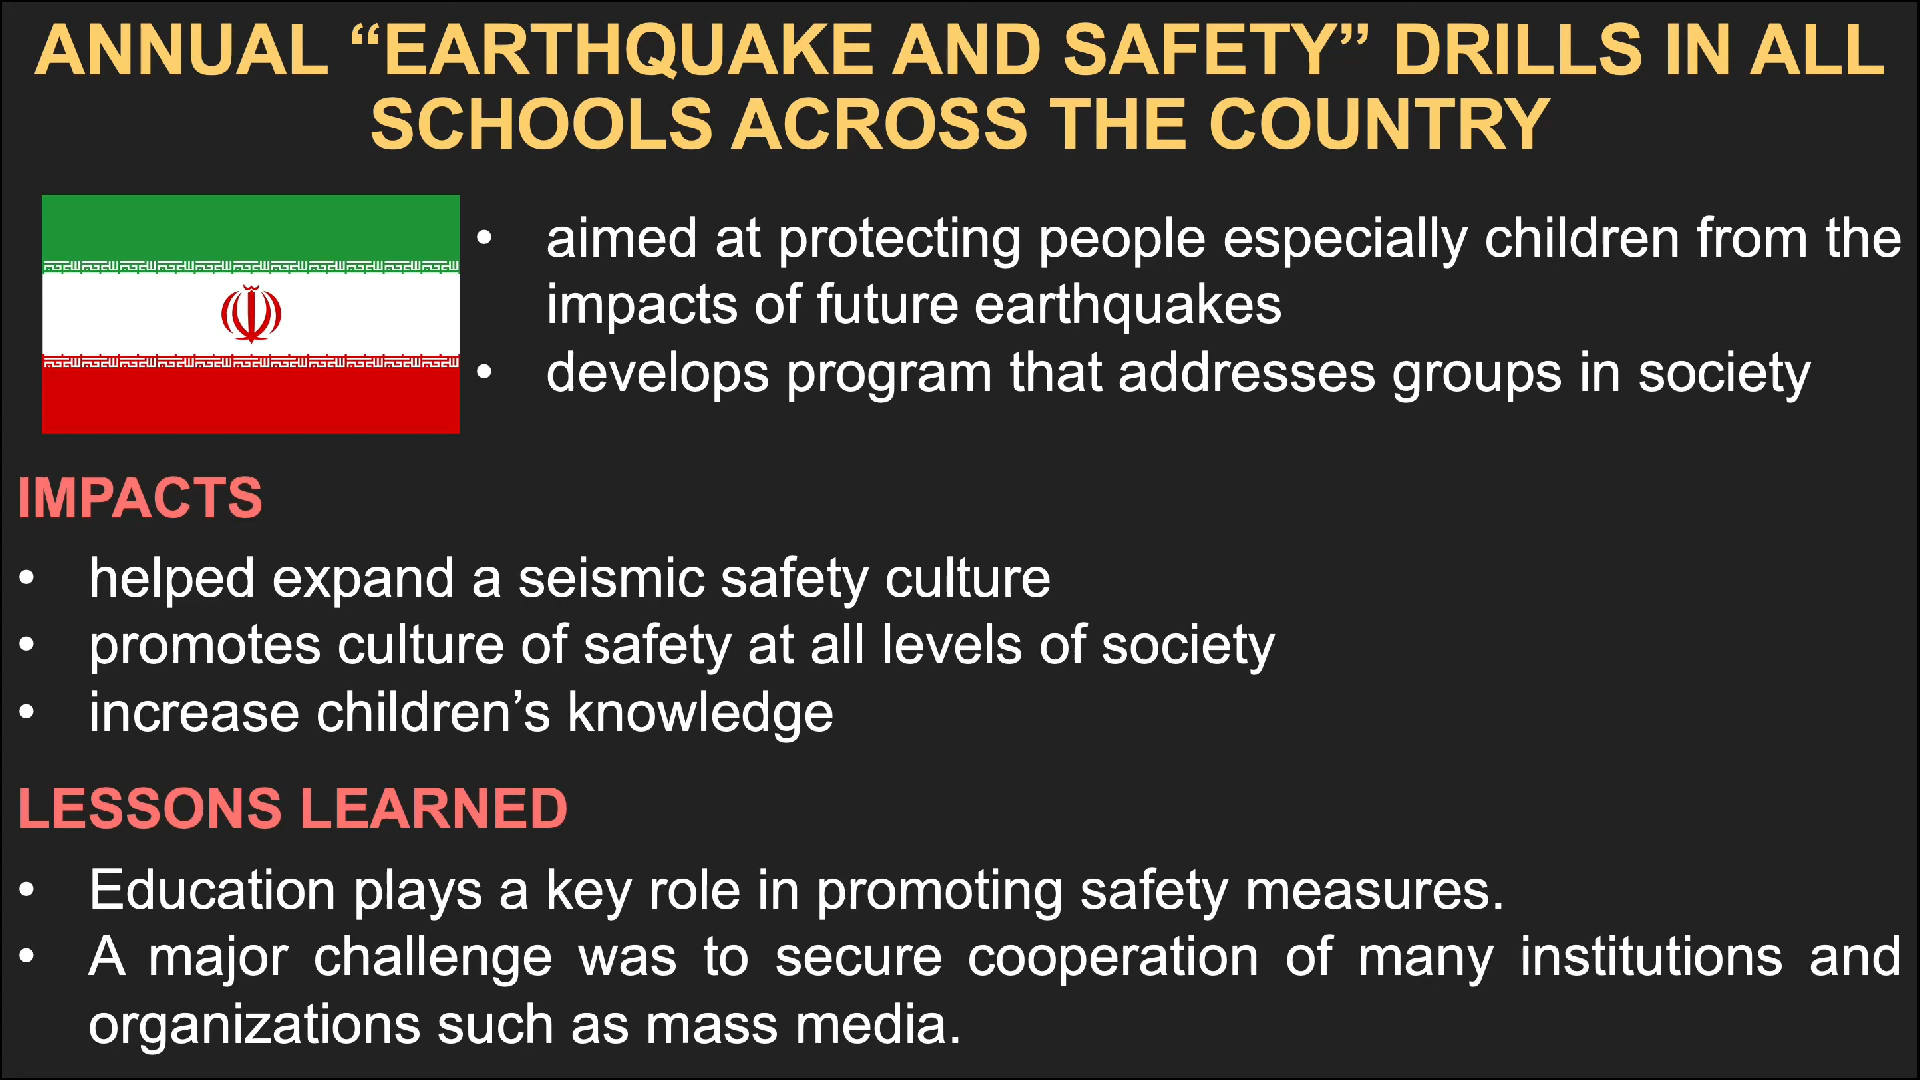 ANNUAL “EARTHQUAKE AND SAFETY” DRILLS IN ALL
SCHOOLS ACROSS THE COUNTRY
• aimed at protecting people especially children from the
impacts of future earthquakes
• develops program that addresses groups in society
IMPACTS
• helped expand a seismic safety culture
• promotes culture of safety at all levels of society
• increase children’s knowledge
LESSONS LEARNED
• Education plays a key role in promoting safety measures.
• A major challenge was to secure cooperation of many institutions and
organizations such as mass media.